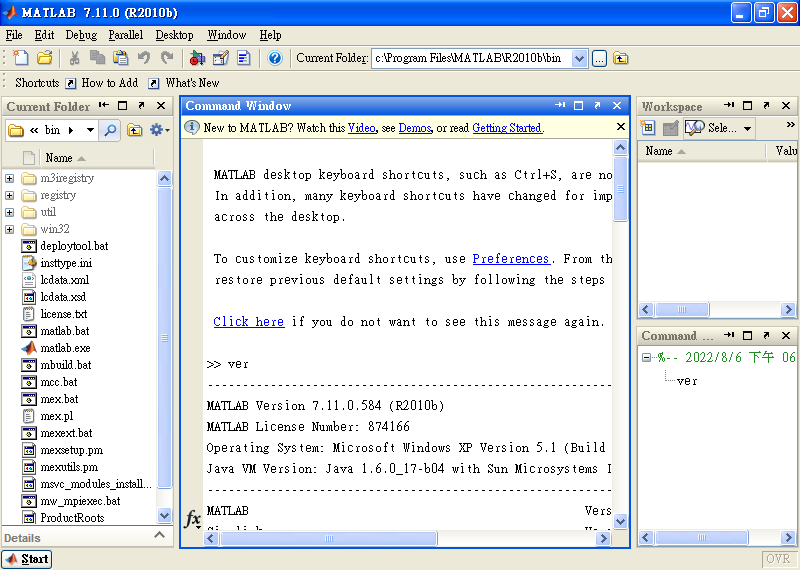 MATLAB 7.11.0 (R2010b)
File Edit Debug Parallel Desktop Window Help
Current Folder: c:\Program Files\MATLAB\R2010b\bin
Shortcuts How to Add What's New
Current Folder
« bin
Name
m3iregistry
registry
util
win32
deploytool.bat
insttype.ini
lcdata.xml
lcdata.xsd
license.txt
matlab.bat
matlab.exe
mbuild.bat
mcc.bat
mex.bat
mex.pl
mexext.bat
mexsetup.pm
mexutils.pm
msvc_modules_install...
mw_mpiexec.bat
ProductRoots
Details
Command Window
New to MATLAB? Watch this Video, see Demos, or read Getting Started.
MATLAB desktop keyboard shortcuts, such as Ctrl+S, are no
In addition, many keyboard shortcuts have changed for imp
across the desktop.
To customize keyboard shortcuts, use Preferences. From th
restore previous default settings by following the steps
Click here if you do not want to see this message again.
>> ver
-------------------------------------------------------
MATLAB Version 7.11.0.584 (R2010b)
MATLAB License Number: 874166
Operating System: Microsoft Windows XP Version 5.1 (Build
Java VM Version: Java 1.6.0_17-b04 with Sun Microsystems I
-------------------------------------------------------
MATLAB Vers
fx
Workspace
Sele...
Name Valu
Command ...
%-- 2022/8/6 下午 06
ver
Start
OVR